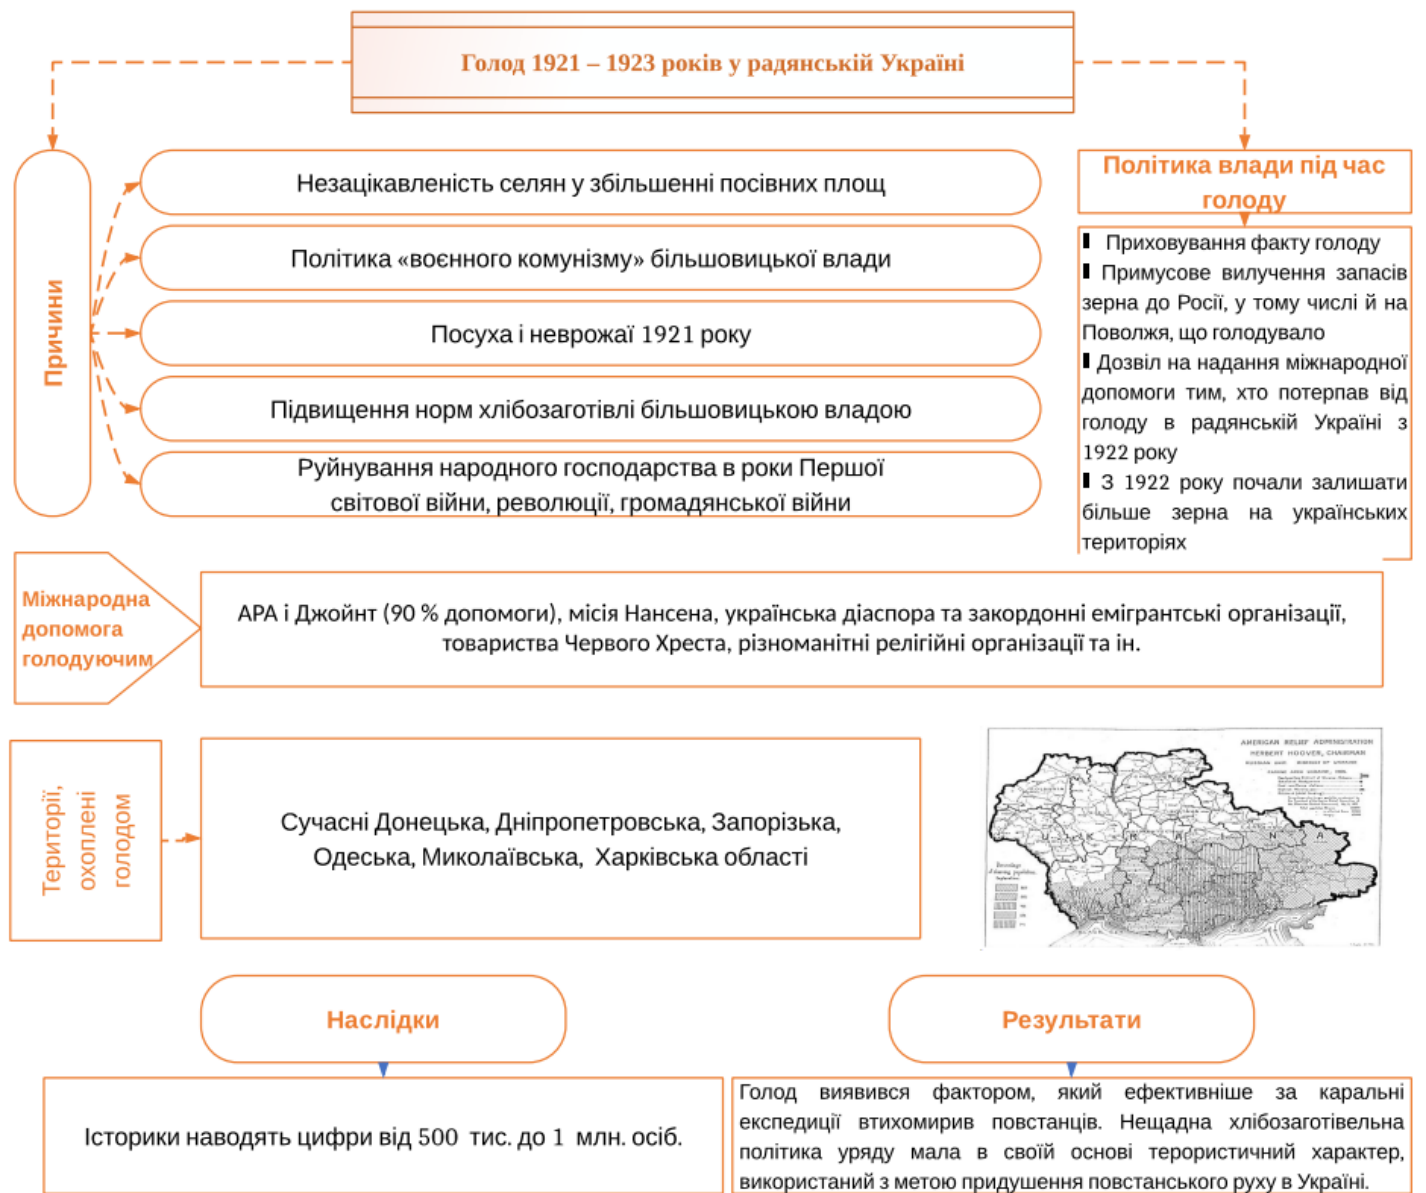 Голод 1921 – 1923 років у радянській Україні
Причини
Незацікавленість селян у збільшенні посівних площ
Політика «воєнного комунізму» більшовицької влади
Посуха і неврожаї 1921 року
Підвищення норм хлібозаготівлі більшовицькою владою
Руйнування народного господарства в роки Першої
світової війни, революції, громадянської війни
Політика влади під час
голоду
Приховування факту голоду
Примусове вилучення запасів
зерна до Росії, у тому числі й на
Поволжя, що голодувало
Дозвіл на надання міжнародної
допомоги тим, хто потерпав від
голоду в радянській Україні з
1922 року
З 1922 року почали залишати
більше зерна на українських
територіях
Міжнародна
допомога
голодуючим
АРА і Джойнт (90 % допомоги), місія Нансена, українська діаспора та закордонні емігрантські організації,
товариства Червого Хреста, різноманітні релігійні організації та ін.
Території,
охоплені
голодом
Сучасні Донецька, Дніпропетровська, Запорізька,
Одеська, Миколаївська, Харківська області
AMERICAN RELIEF ADMINISTRATION
HERBERT HOOVER, CHAIRMAN
U K R A I N A
Наслідки
Історики наводять цифри від 500 тис. до 1 млн. осіб.
Результати
Голод виявився фактором, який ефективніше за каральні
експедиції втихомирив повстанців. Нещадна хлібозаготівельна
політика уряду мала в своїй основі терористичний характер,
використаний з метою придушення повстанського руху в Україні.